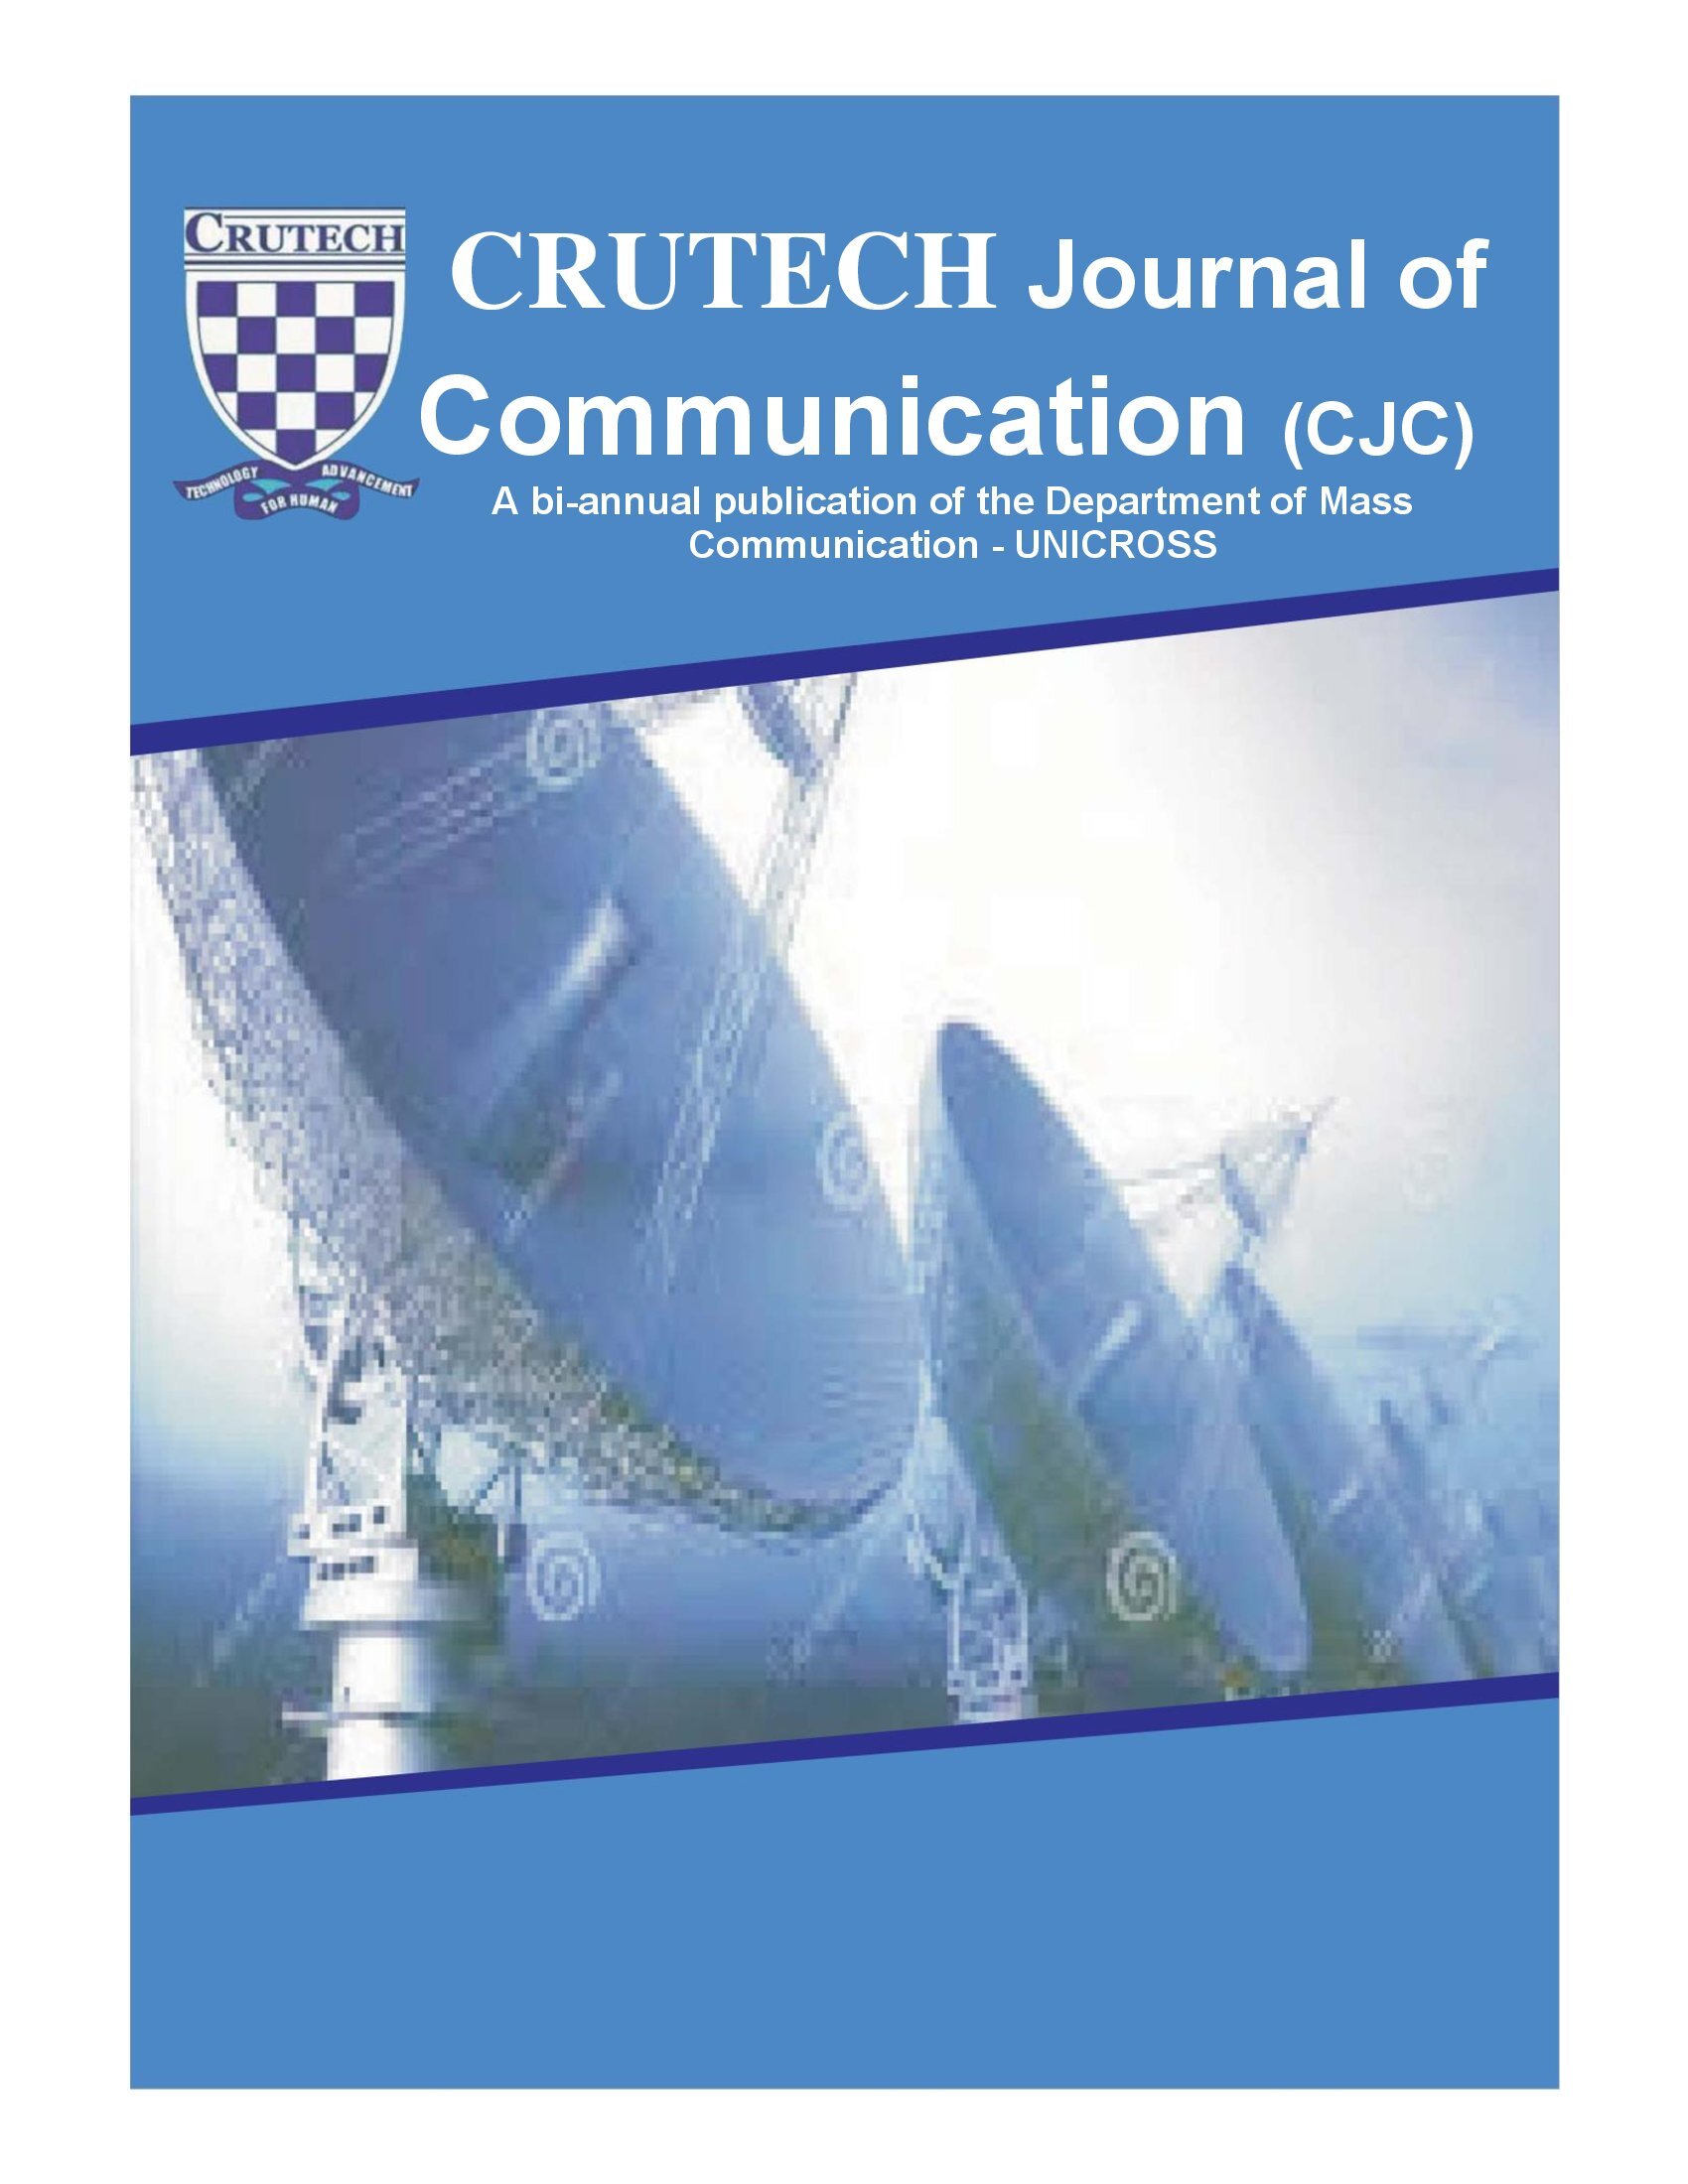 CRUTECH
CRUTECH Journal of
Communication (CJC)
TECHNOLOGY ADVANCEMENT
FOR HUMAN
A bi-annual publication of the Department of Mass
Communication - UNICROSS